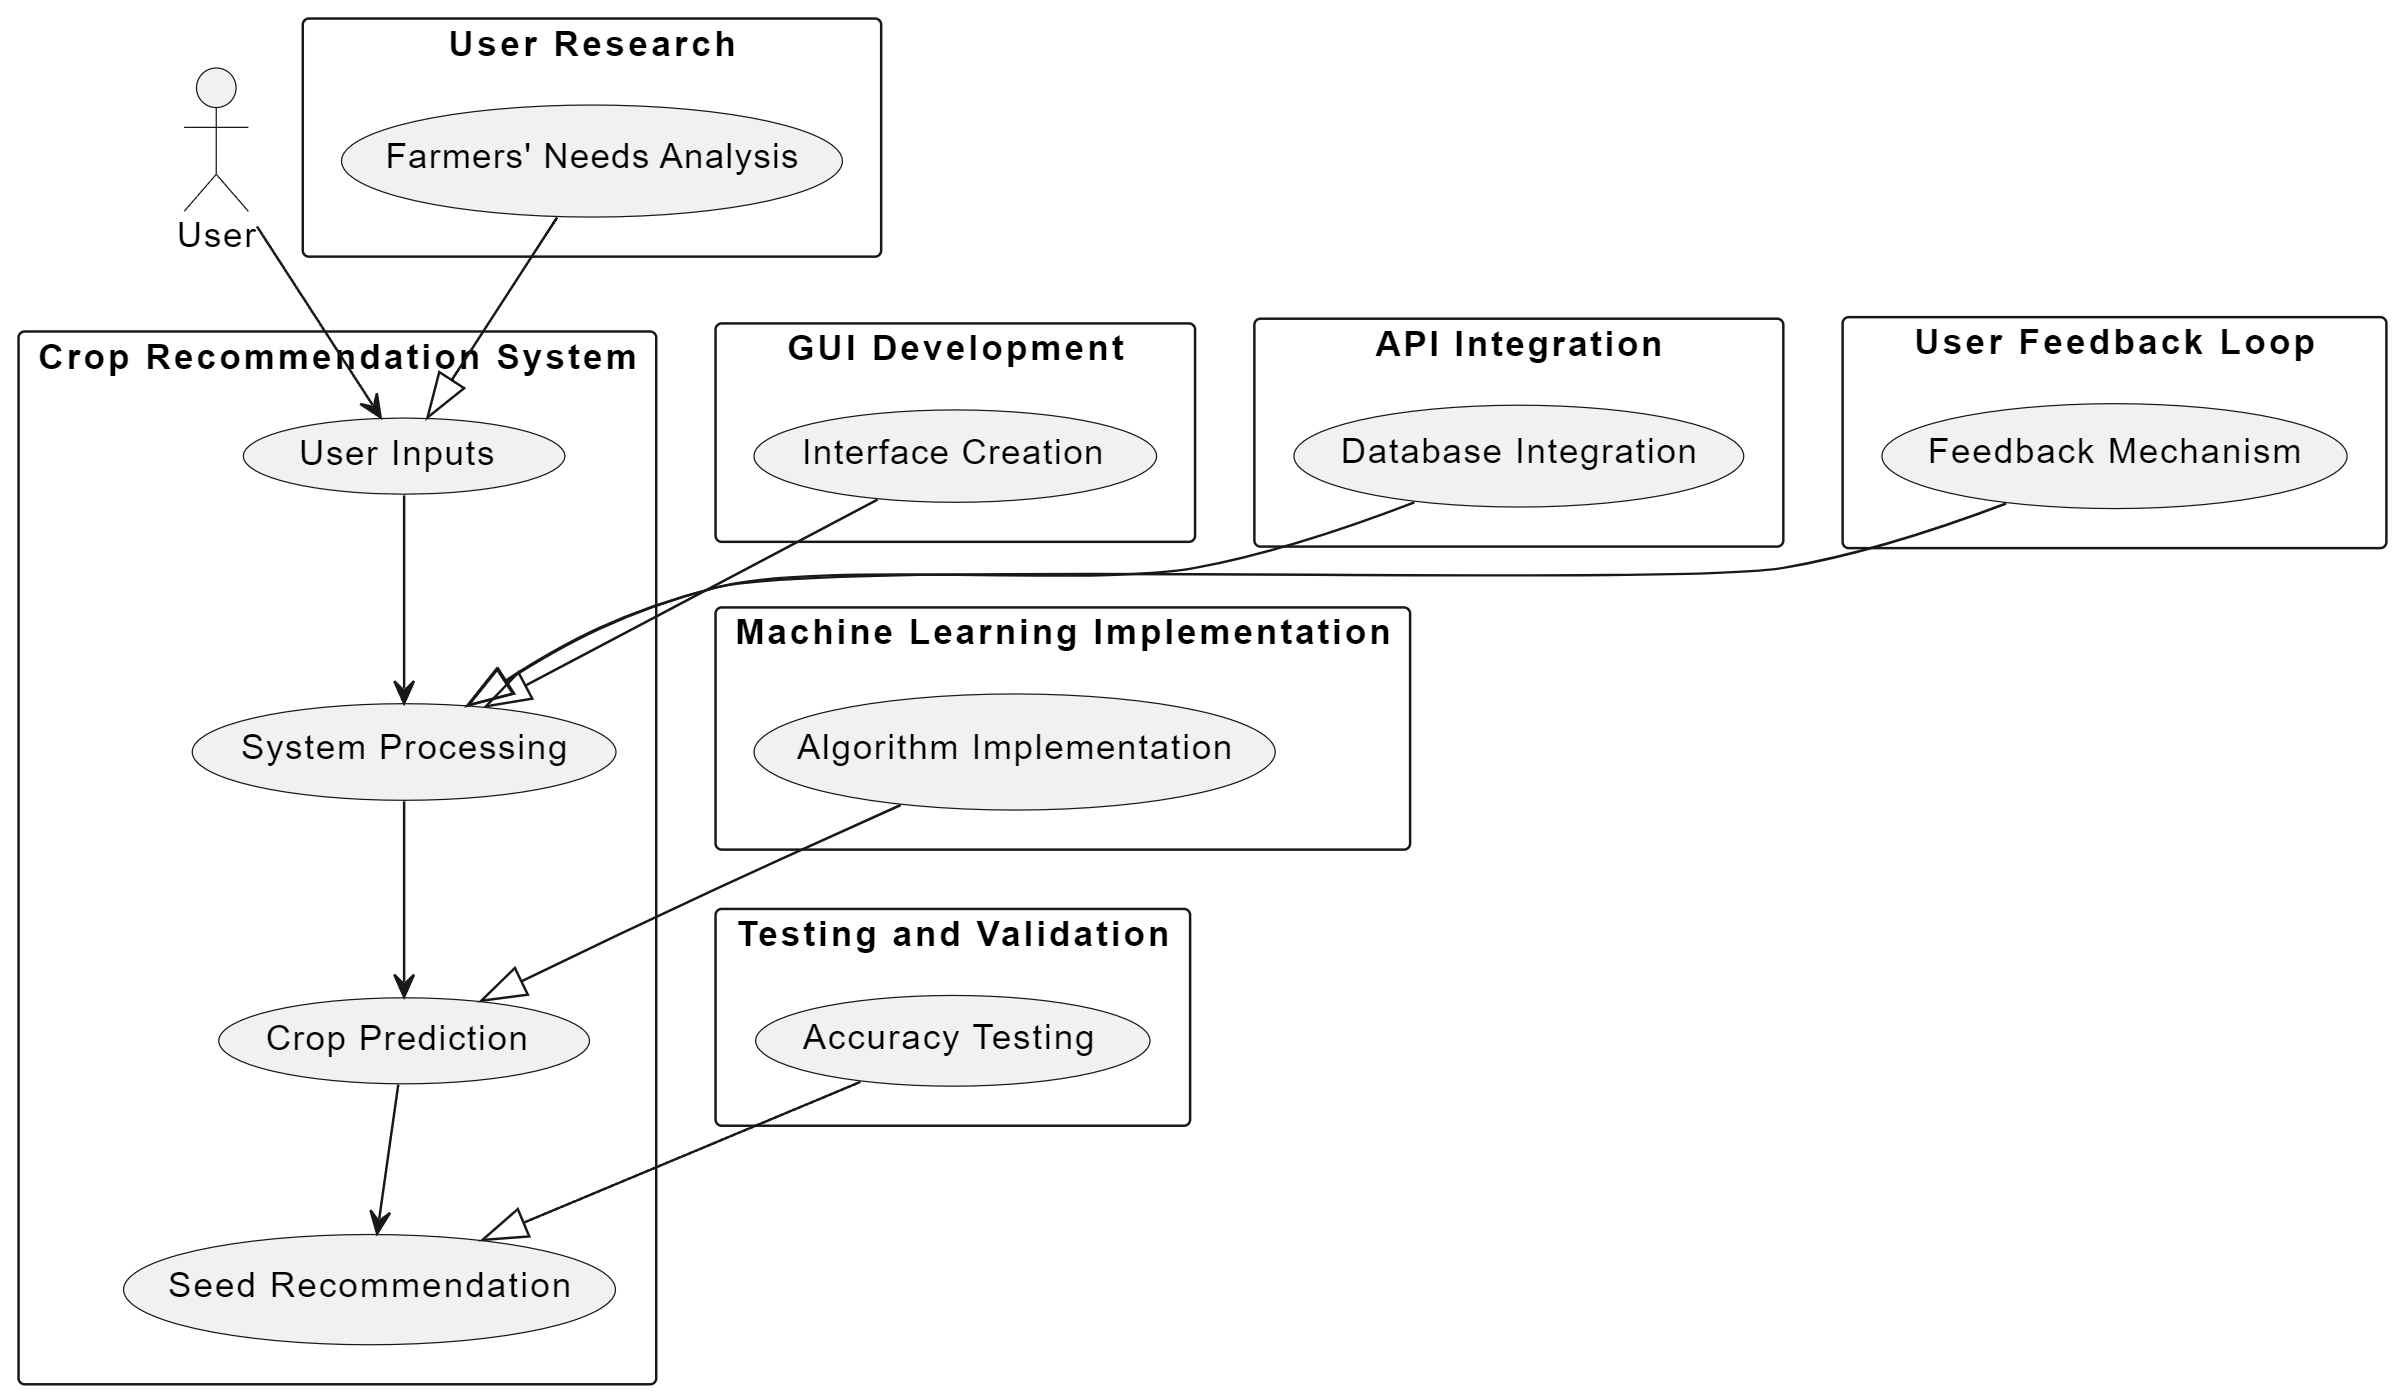 User Research
Farmers' Needs Analysis
User
Crop Recommendation System
User Inputs
GUI Development
Interface Creation
API Integration
Database Integration
User Feedback Loop
Feedback Mechanism
System Processing
Machine Learning Implementation
Algorithm Implementation
Crop Prediction
Testing and Validation
Accuracy Testing
Seed Recommendation